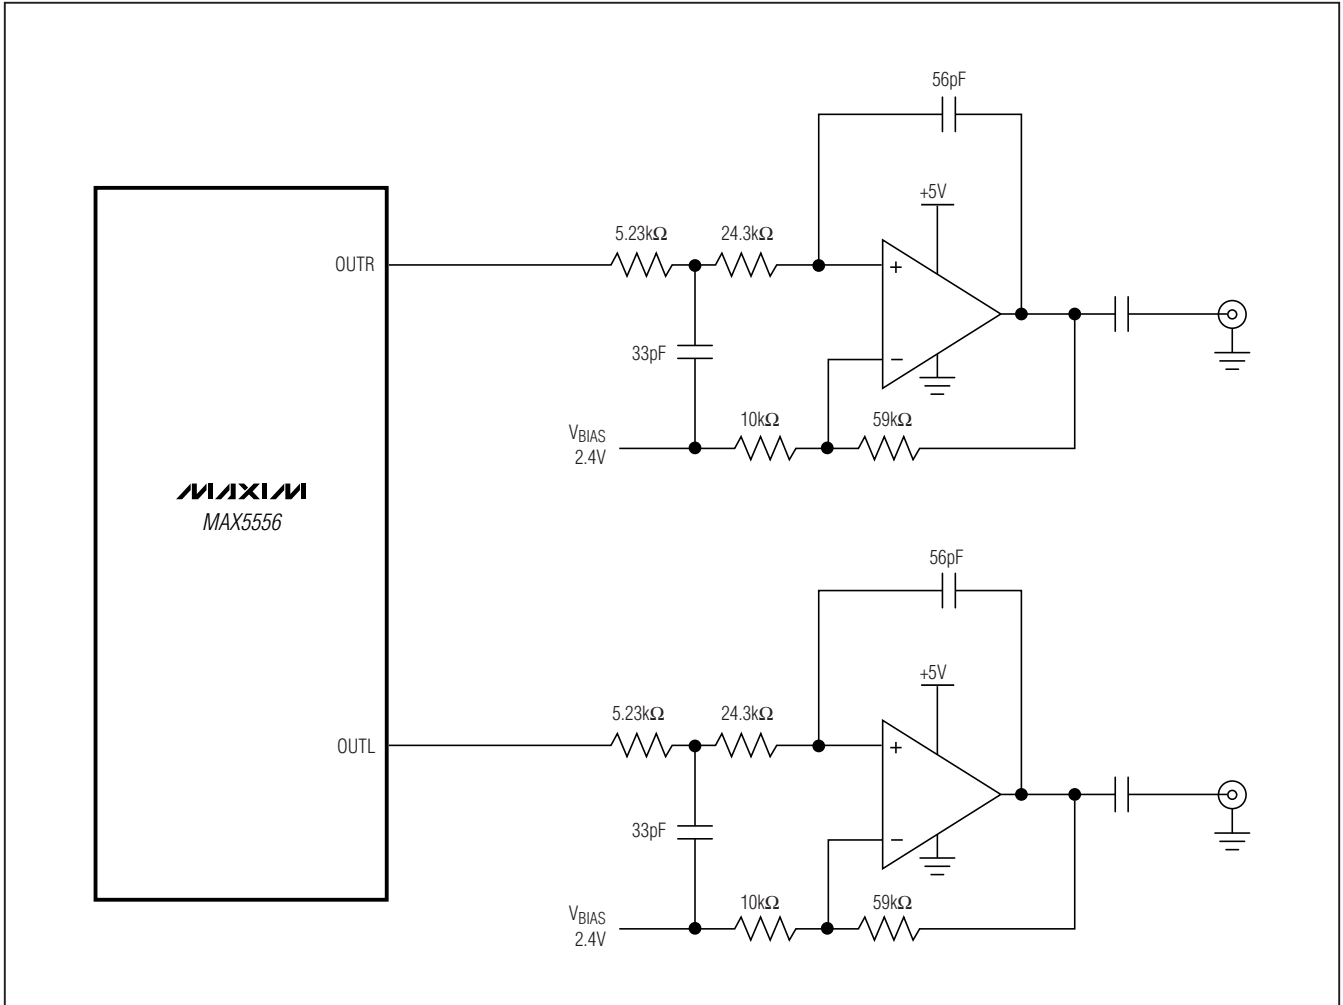 56pF
+5V
5.23kΩ
24.3kΩ
OUTR
+
33pF
−
10kΩ
59kΩ
VBIAS
2.4V
MAXIM
MAX5556
56pF
+5V
5.23kΩ
24.3kΩ
OUTL
+
33pF
−
10kΩ
59kΩ
VBIAS
2.4V